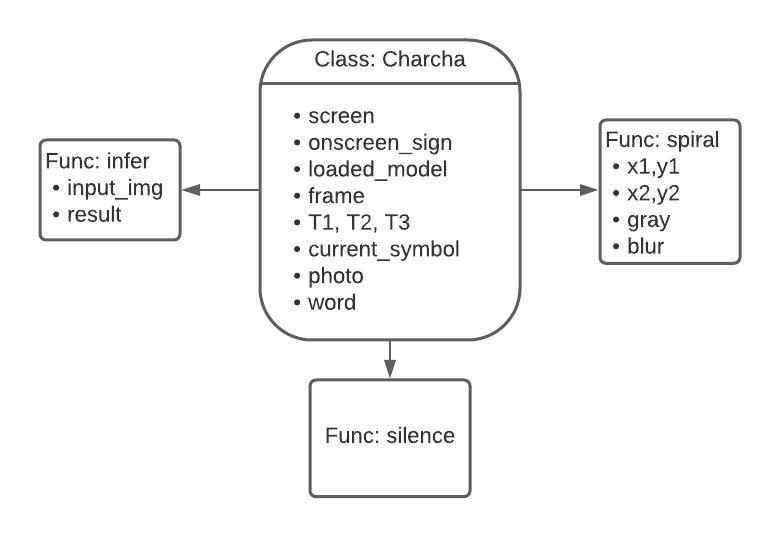 Class: Charcha
• screen
• onscreen_sign
• loaded_model
• frame
• T1, T2, T3
• current_symbol
• photo
• word
Func: infer
• input_img
• result
Func: spiral
• x1,y1
• x2,y2
• gray
• blur
Func: silence